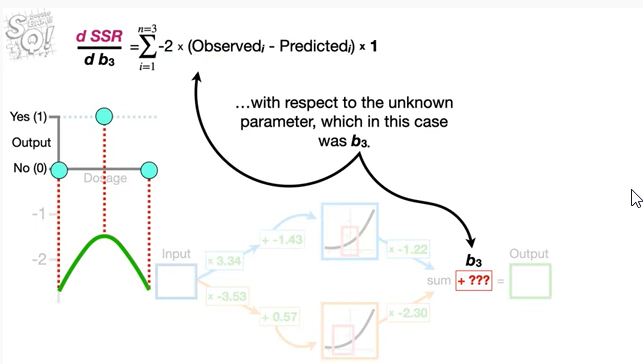 SQ!
d SSR
d b₃
=
n=3
∑
i=1
-2 × (Observedᵢ - Predictedᵢ) × 1
...with respect to the unknown
parameter, which in this case
was b₃.
Yes (1)
Output
No (0)
Dosage
-1
-2
Input
× 3.34
+ -1.43
× -1.22
× -3.53
+ 0.57
× -2.30
b₃
sum + ??? =
Output